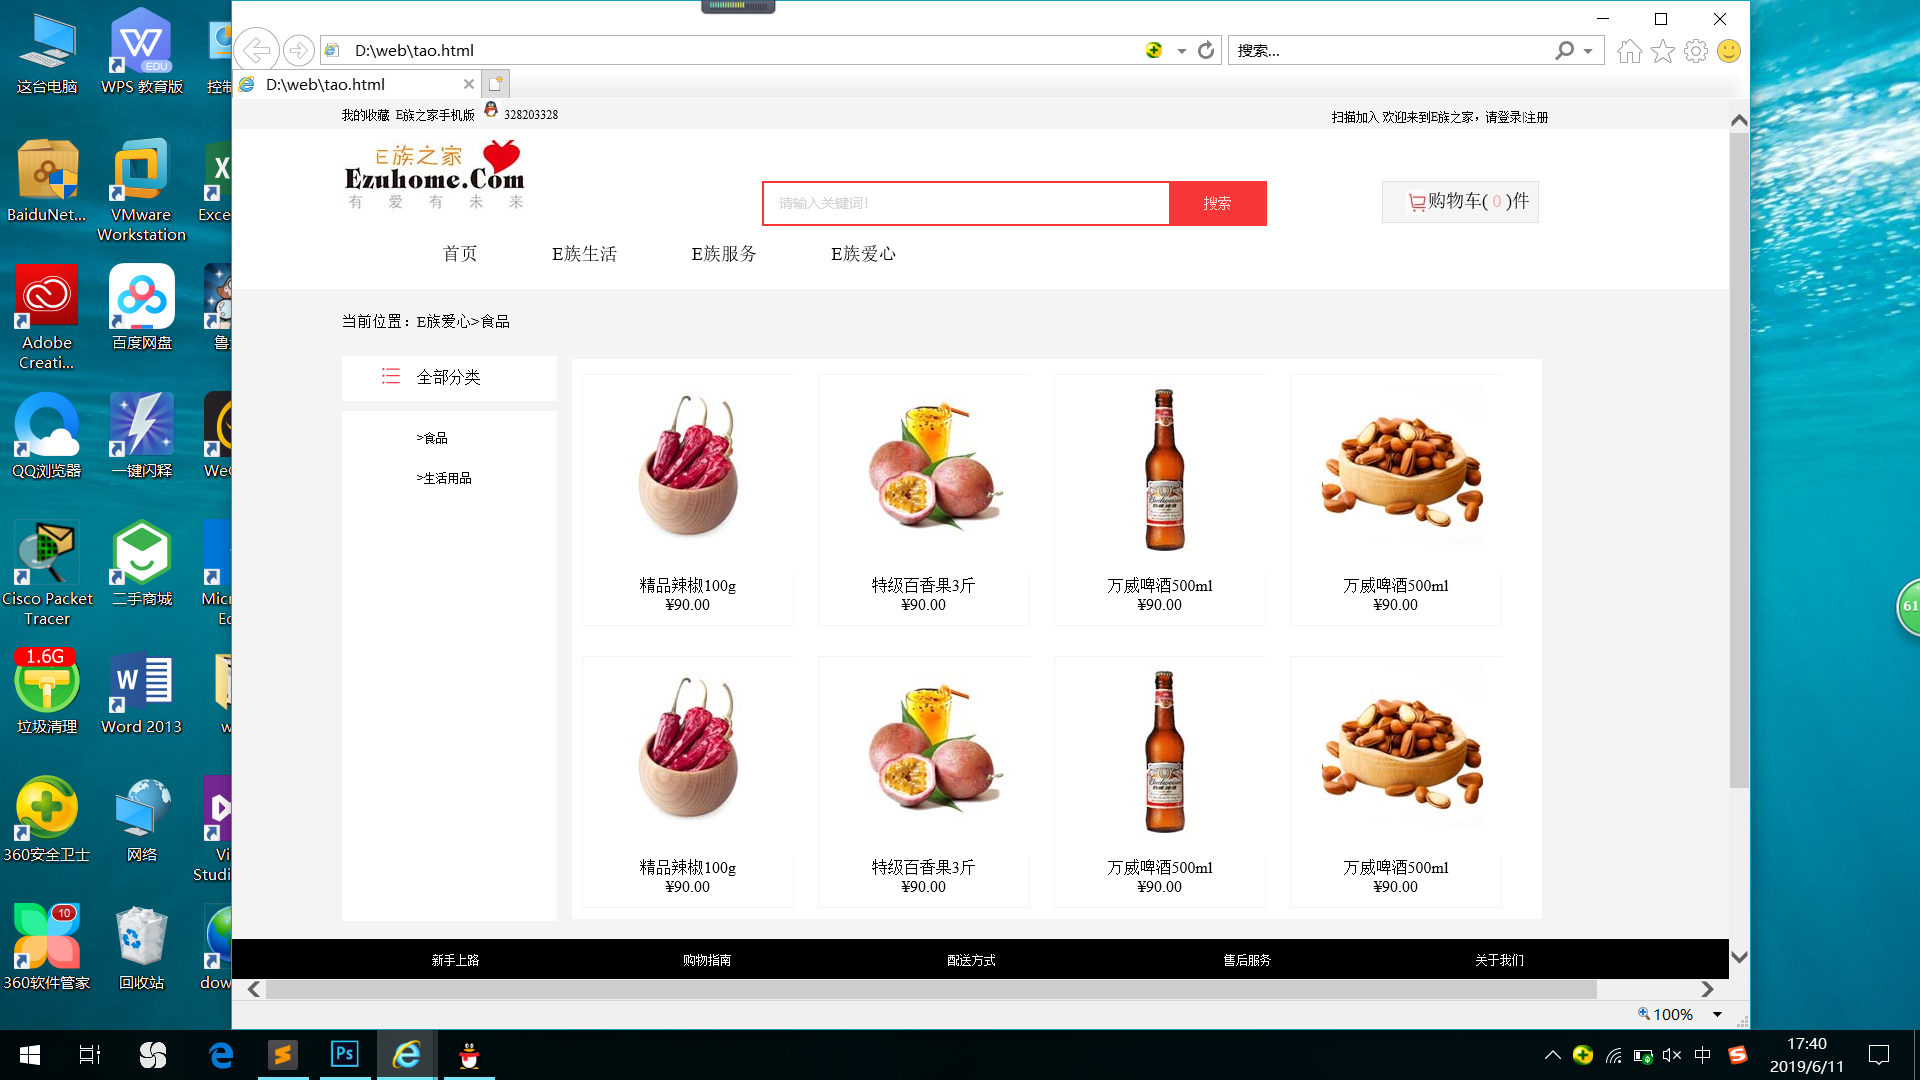 这台电脑
WPS 教育版
EDU
控制
BaiduNet...
VMware
Workstation
Exce
Adobe
Creati...
百度网盘
鲁
QQ浏览器
一键闪释
We
Cisco Packet
Tracer
二手商城
Micr
Ed
1.6G
垃圾清理
Word 2013
w
360安全卫士
网络
Vi
Studi
10
360软件管家
回收站
dow
D:\web\tao.html
搜索...
D:\web\tao.html
我的收藏 E族之家手机版 328203328
扫描加入 欢迎来到E族之家，请登录|注册
E族之家
Ezuhome.Com
有爱有未来
请输入关键词!
搜索
购物车( 0 )件
首页 E族生活 E族服务 E族爱心
当前位置：E族爱心>食品
全部分类
>食品
>生活用品
精品辣椒100g
¥90.00
特级百香果3斤
¥90.00
Budweiser
万威啤酒500ml
¥90.00
万威啤酒500ml
¥90.00
精品辣椒100g
¥90.00
特级百香果3斤
¥90.00
Budweiser
万威啤酒500ml
¥90.00
万威啤酒500ml
¥90.00
新手上路 购物指南 配送方式 售后服务 关于我们
100%
61
Ps
中
17:40
2019/6/11